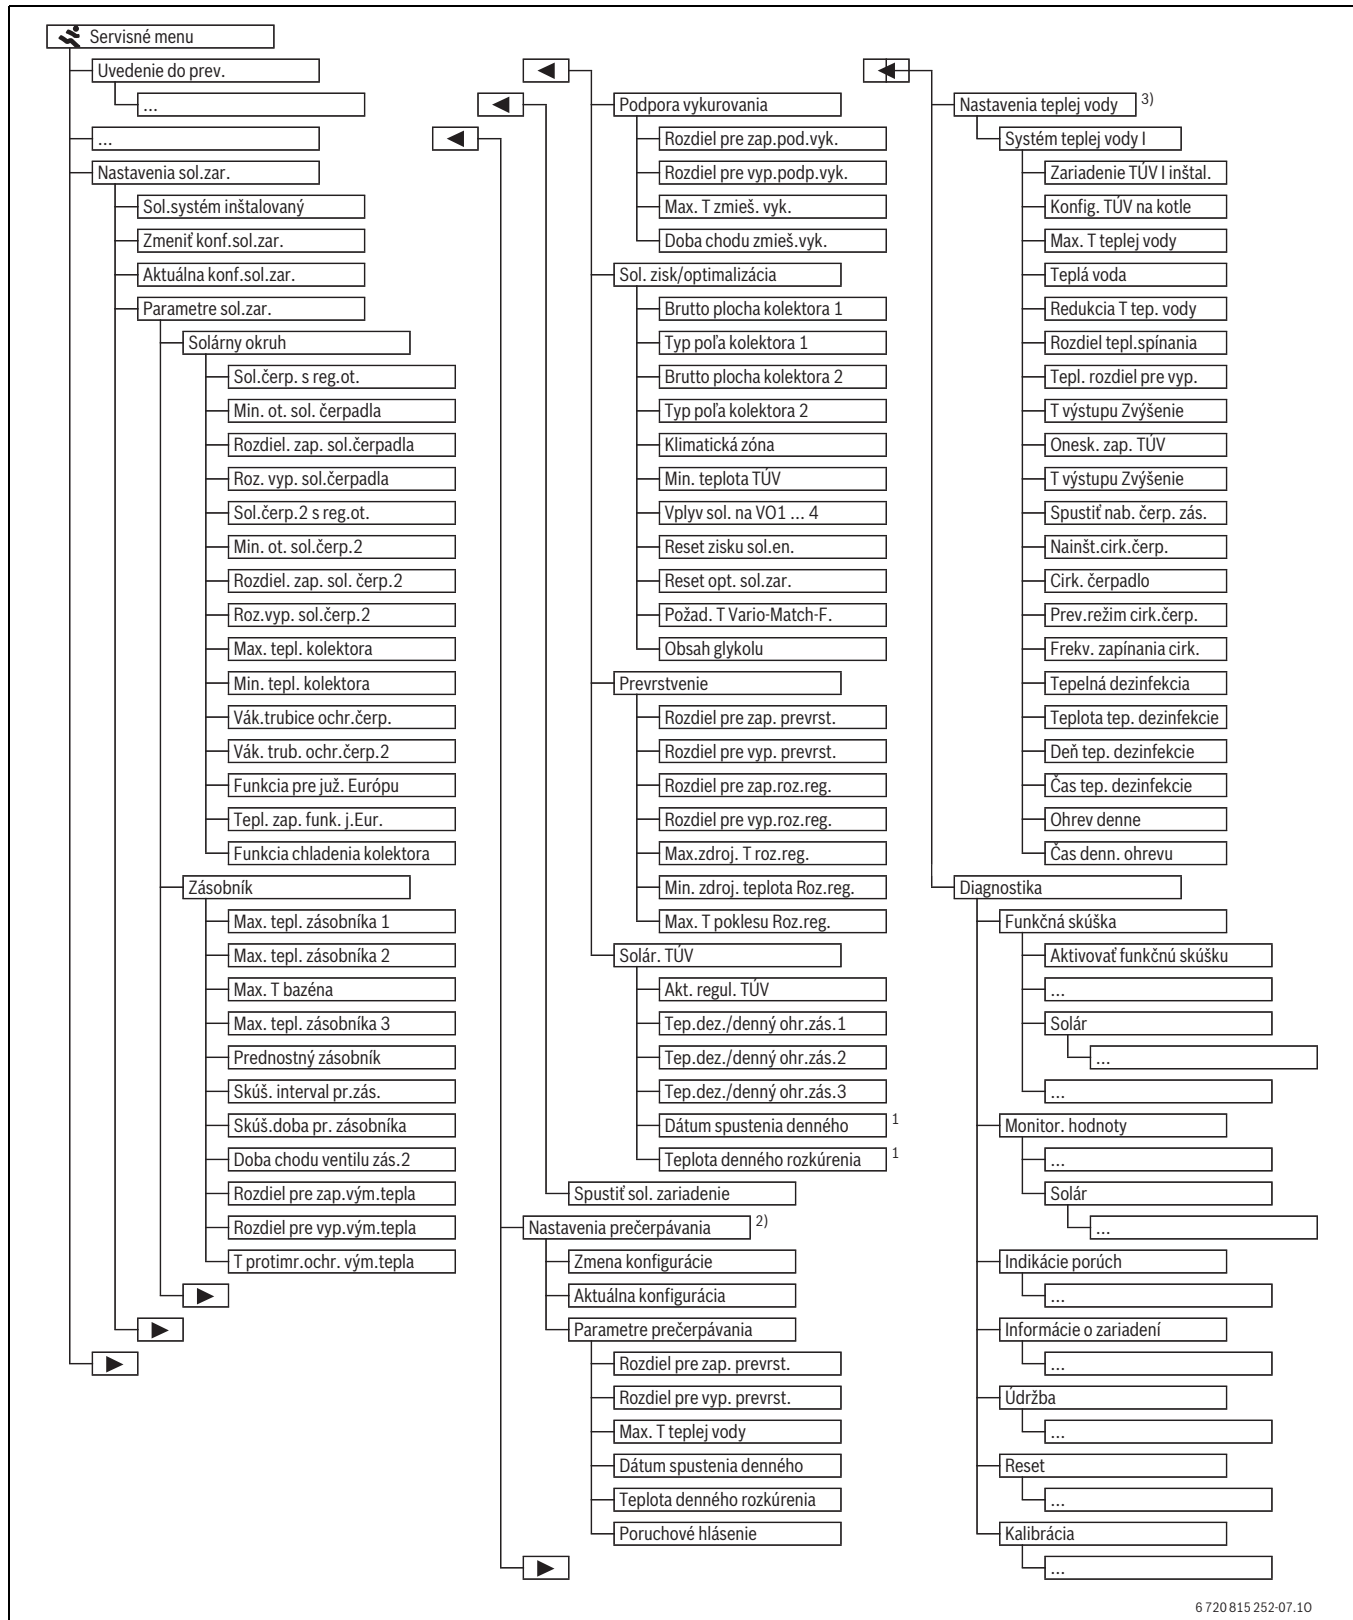 Servisné menu
Uvedenie do prev.
...
...
Nastavenia sol.zar.
Sol.systém inštalovaný
Zmeniť konf.sol.zar.
Aktuálna konf.sol.zar.
Parametre sol.zar.
Solárny okruh
Sol.čerp. s reg.ot.
Min. ot. sol. čerpadla
Rozdiel. zap. sol.čerpadla
Roz. vyp. sol.čerpadla
Sol.čerp.2 s reg.ot.
Min. ot. sol.čerp.2
Rozdiel. zap. sol. čerp.2
Roz.vyp. sol.čerp.2
Max. tepl. kolektora
Min. tepl. kolektora
Vák.trubice ochr.čerp.
Vák. trub. ochr.čerp.2
Funkcia pre juž. Európu
Tepl. zap. funk. j.Eur.
Funkcia chladenia kolektora
Zásobník
Max. tepl. zásobníka 1
Max. tepl. zásobníka 2
Max. T bazéna
Max. tepl. zásobníka 3
Prednostný zásobník
Skúš. interval pr.zás.
Skúš.doba pr. zásobníka
Doba chodu ventilu zás.2
Rozdiel pre zap.vým.tepla
Rozdiel pre vyp.vým.tepla
T protimr.ochr. vým.tepla
Podpora vykurovania
Rozdiel pre zap.pod.vyk.
Rozdiel pre vyp.podp.vyk.
Max. T zmieš. vyk.
Doba chodu zmieš.vyk.
Sol. zisk/optimalizácia
Brutto plocha kolektora 1
Typ poľa kolektora 1
Brutto plocha kolektora 2
Typ poľa kolektora 2
Klimatická zóna
Min. teplota TÚV
Vplyv sol. na VO1 ... 4
Reset zisku sol.en.
Reset opt. sol.zar.
Požad. T Vario-Match-F.
Obsah glykolu
Prevrstvenie
Rozdiel pre zap. prevrst.
Rozdiel pre vyp. prevrst.
Rozdiel pre zap.roz.reg.
Rozdiel pre vyp.roz.reg.
Max.zdroj. T roz.reg.
Min. zdroj. teplota Roz.reg.
Max. T poklesu Roz.reg.
Solár. TÚV
Akt. regul. TÚV
Tep.dez./denný ohr.zás.1
Tep.dez./denný ohr.zás.2
Tep.dez./denný ohr.zás.3
Dátum spustenia denného 1
Teplota denného rozkúrenia 1
Spustiť sol. zariadenie
Nastavenia prečerpávania 2)
Zmena konfigurácie
Aktuálna konfigurácia
Parametre prečerpávania
Rozdiel pre zap. prevrst.
Rozdiel pre vyp. prevrst.
Max. T teplej vody
Dátum spustenia denného
Teplota denného rozkúrenia
Poruchové hlásenie
Nastavenia teplej vody 3)
Systém teplej vody I
Zariadenie TÚV I inštal.
Konfig. TÚV na kotle
Max. T teplej vody
Teplá voda
Redukcia T tep. vody
Rozdiel tepl.spínania
Tepl. rozdiel pre vyp.
T výstupu Zvýšenie
Onesk. zap. TÚV
T výstupu Zvýšenie
Spustiť nab. čerp. zás.
Nainšt.cirk.čerp.
Cirk. čerpadlo
Prev.režim cirk.čerp.
Frekv. zapínania cirk.
Tepelná dezinfekcia
Teplota tep. dezinfekcie
Deň tep. dezinfekcie
Čas tep. dezinfekcie
Ohrev denne
Čas denn. ohrevu
Diagnostika
Funkčná skúška
Aktivovať funkčnú skúšku
...
Solár
...
...
Monitor. hodnoty
...
Solár
...
Indikácie porúch
...
Informácie o zariadení
...
Údržba
...
Reset
...
Kalibrácia
...
6 720 815 252-07.1O